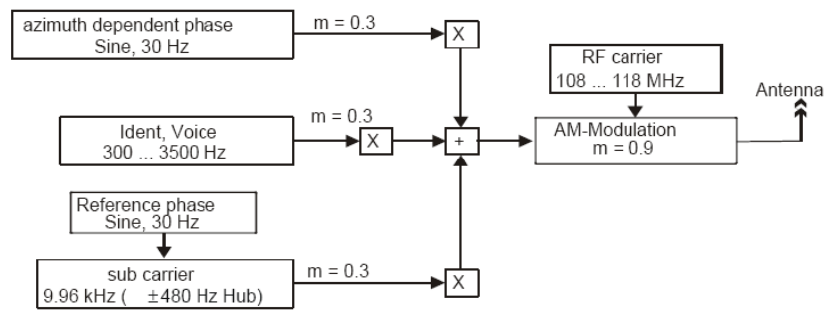 azimuth dependent phase
Sine, 30 Hz
m = 0.3
X
RF carrier
108 ... 118 MHz
Antenna
Ident, Voice
300 ... 3500 Hz
m = 0.3
X
+
AM-Modulation
m = 0.9
Reference phase
Sine, 30 Hz
sub carrier
9.96 kHz ( ±480 Hz Hub)
m = 0.3
X